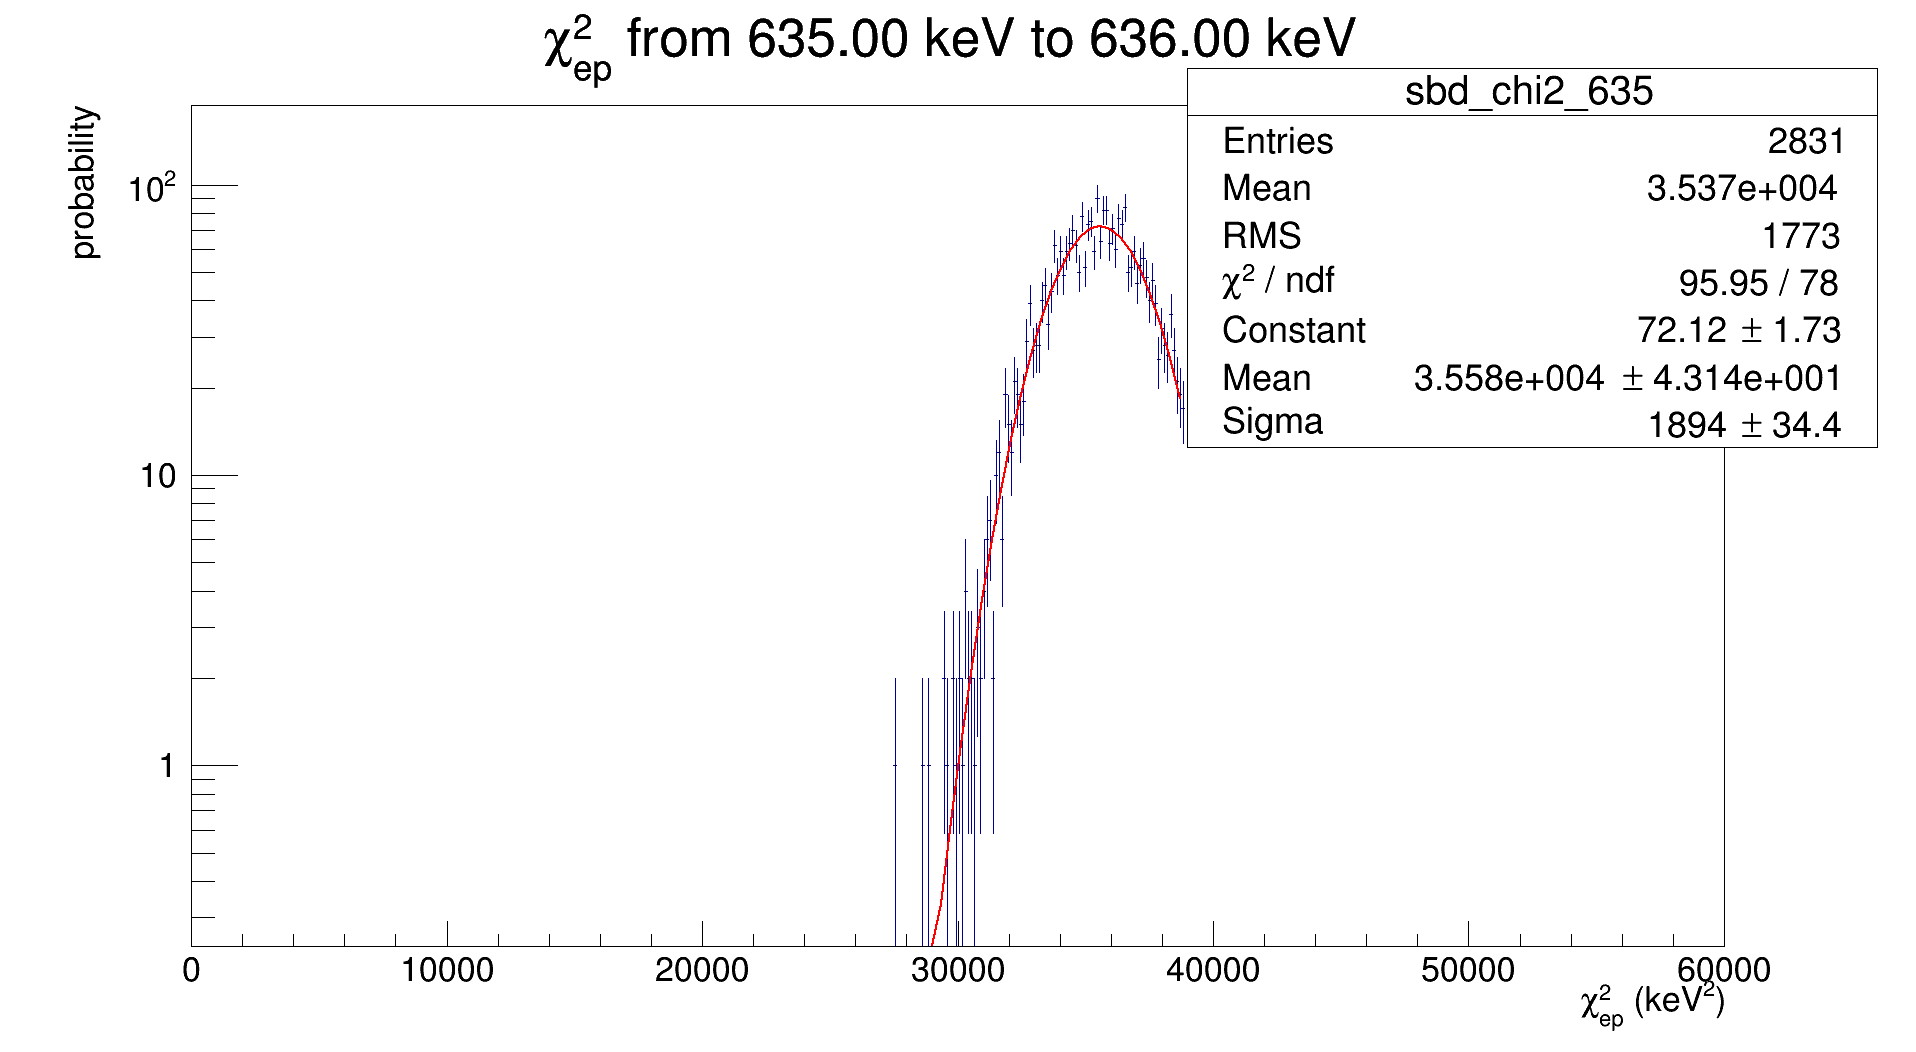 χ²ep from 635.00 keV to 636.00 keV
sbd_chi2_635
Entries 2831
Mean 3.537e+004
RMS 1773
χ² / ndf 95.95 / 78
Constant 72.12 ± 1.73
Mean 3.558e+004 ± 4.314e+001
Sigma 1894 ± 34.4
probability
10²
10
1
0 10000 20000 30000 40000 50000 60000
χ²ep (keV²)